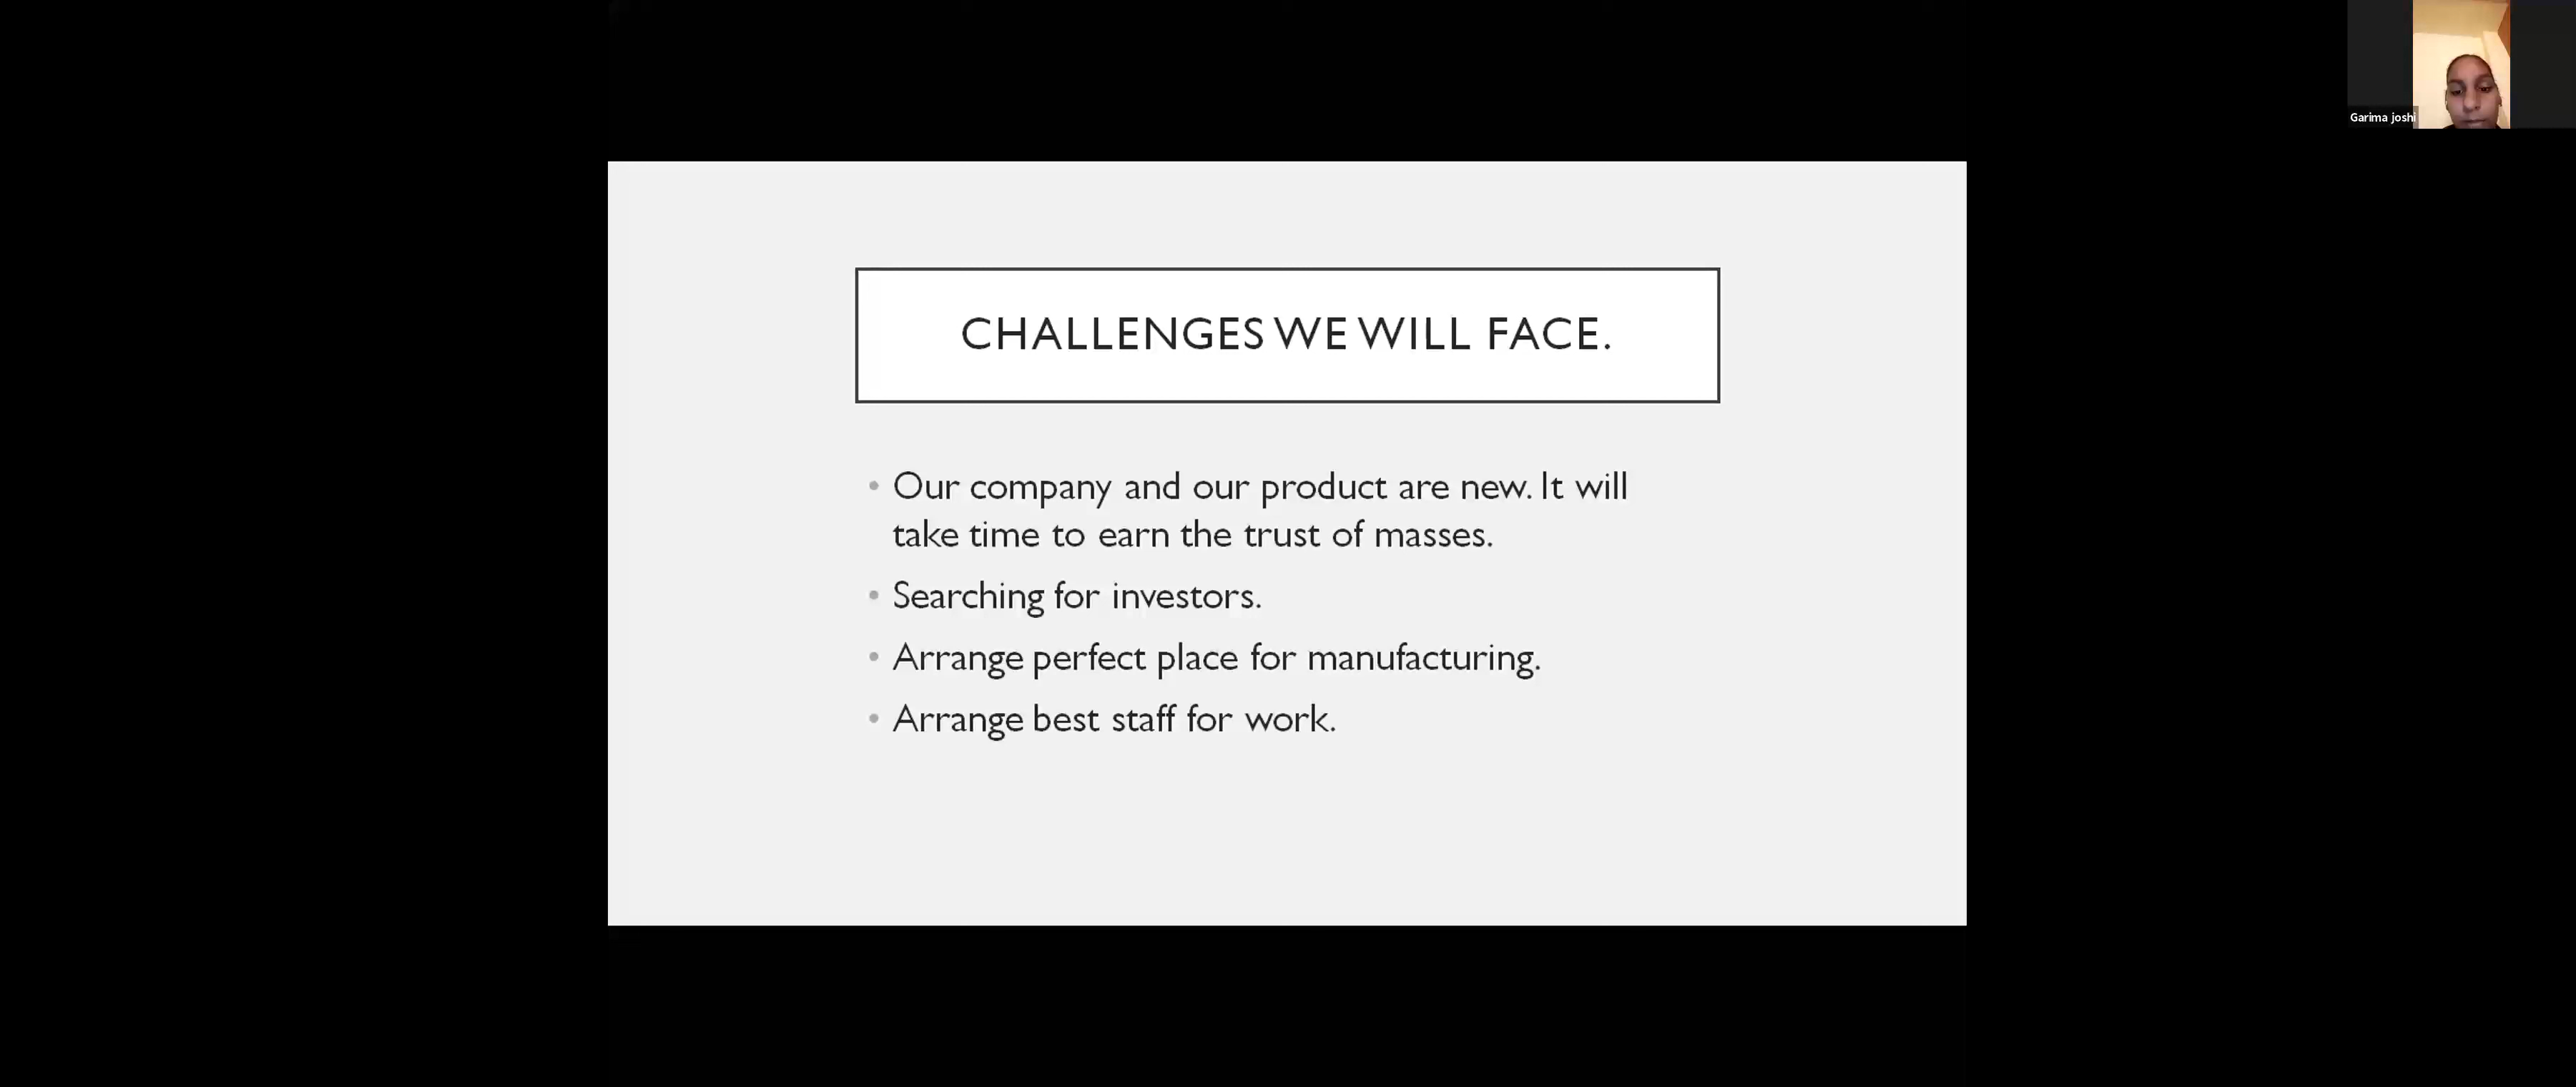 Garima joshi
CHALLENGES WE WILL FACE.
• Our company and our product are new. It will
take time to earn the trust of masses.
• Searching for investors.
• Arrange perfect place for manufacturing.
• Arrange best staff for work.